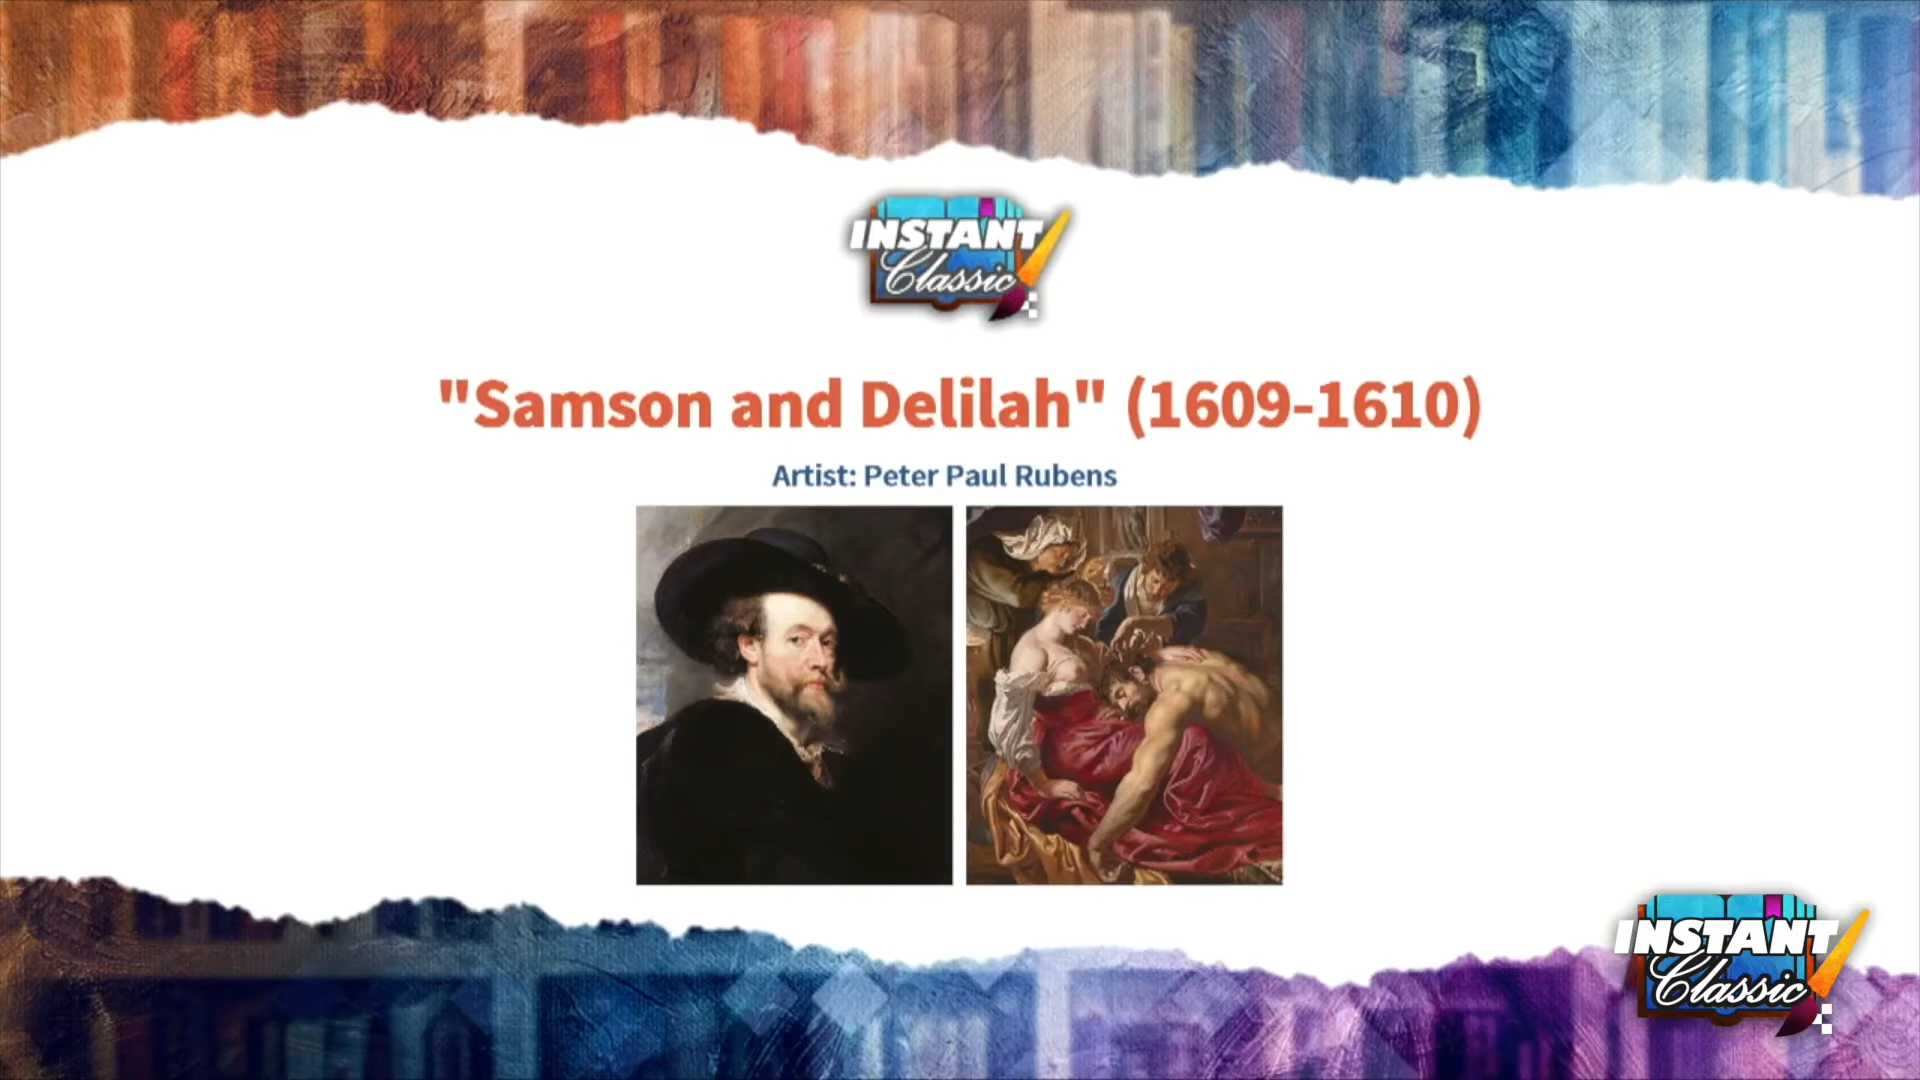 INSTANT
Classic
"Samson and Delilah" (1609-1610)
Artist: Peter Paul Rubens
INSTANT
Classic